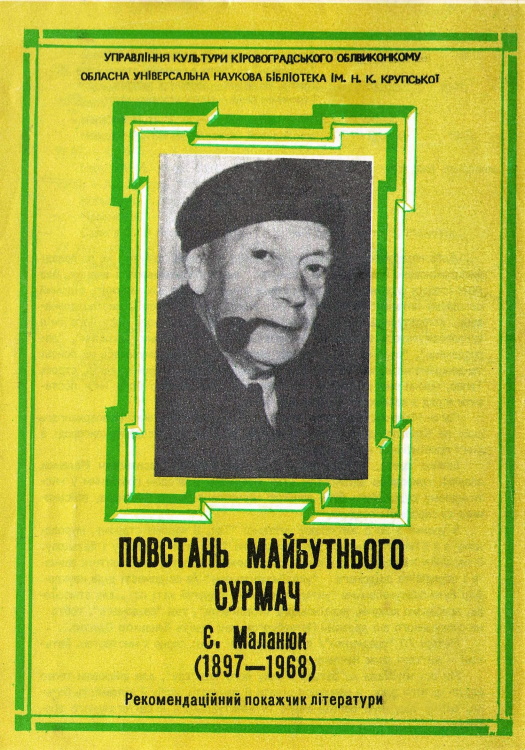 УПРАВЛІННЯ КУЛЬТУРИ КІРОВОГРАДСЬКОГО ОБЛВИКОНКОМУ
ОБЛАСНА УНІВЕРСАЛЬНА НАУКОВА БІБЛІОТЕКА ІМ. Н. К. КРУПСЬКОЇ
ПОВСТАНЬ МАЙБУТНЬОГО
СУРМАЧ
Є. Маланюк
(1897—1968)
Рекомендаційний покажчик літератури